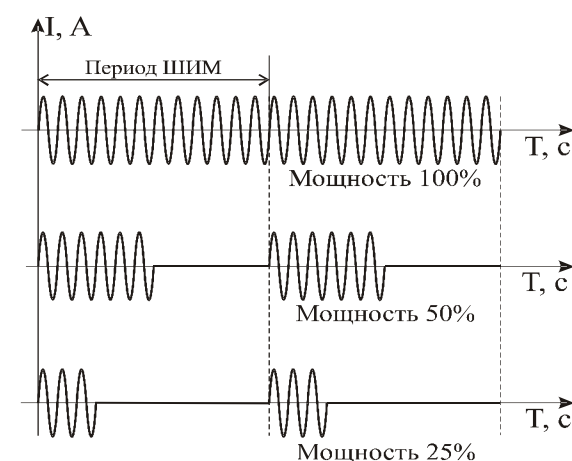 I, А
Период ШИМ
Т, с
Мощность 100%
Т, с
Мощность 50%
Т, с
Мощность 25%